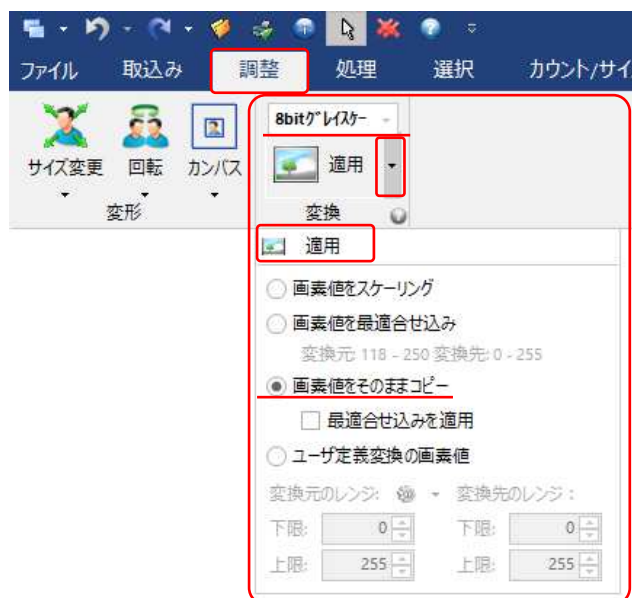 ファイル 取込み 調整 処理 選択 カウント/サイ
8bitグレイスケー
サイズ変更 回転 カンバス 適用
変形 変換
適用
画素値をスケーリング
画素値を最適合せ込み
変換元: 118 - 250 変換先: 0 - 255
画素値をそのままコピー
最適合せ込みを適用
ユーザ定義変換の画素値
変換元のレンジ: 変換先のレンジ:
下限: 0 下限: 0
上限: 255 上限: 255